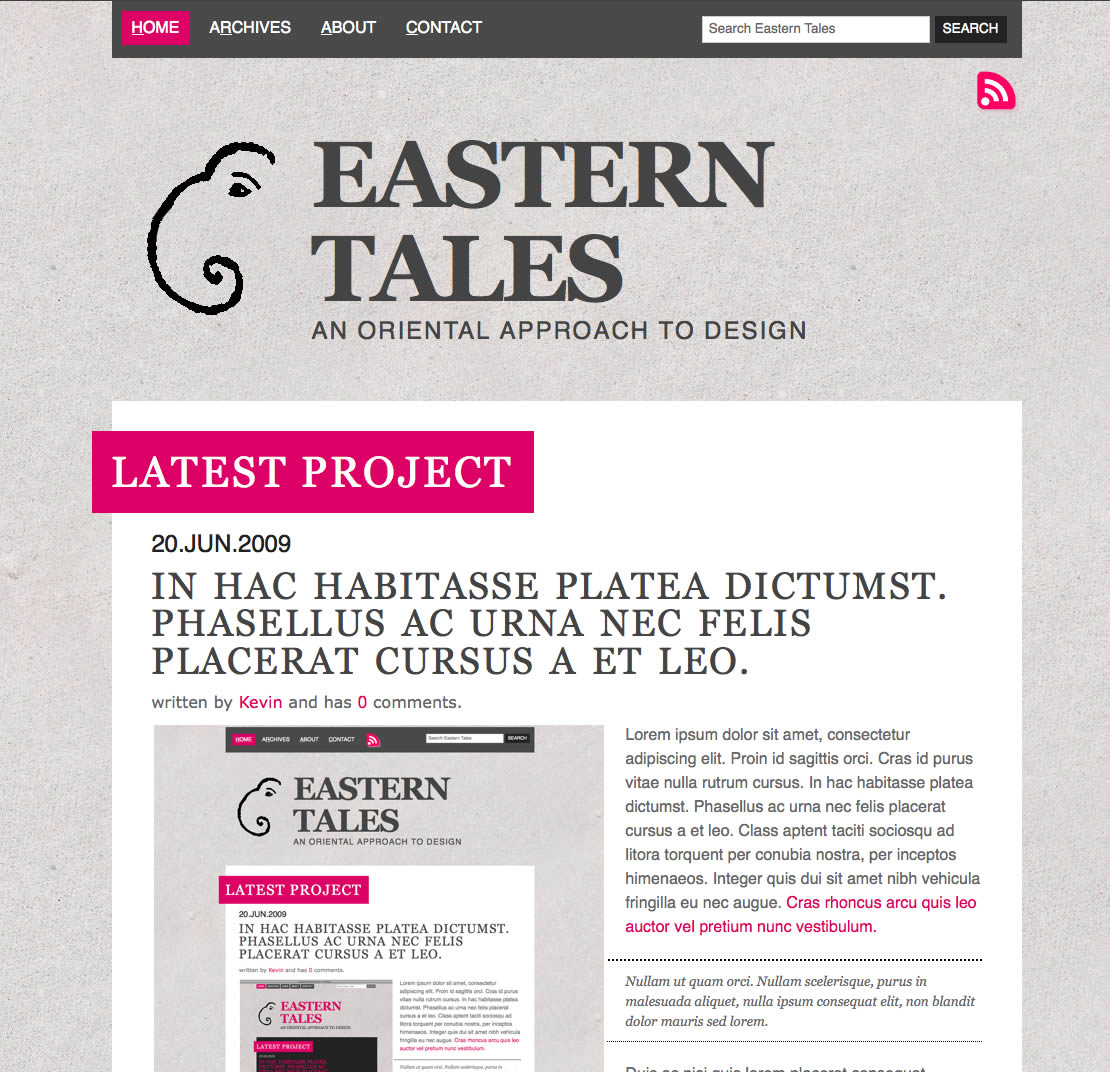 HOME ARCHIVES ABOUT CONTACT Search Eastern Tales SEARCH
EASTERN
TALES
AN ORIENTAL APPROACH TO DESIGN
LATEST PROJECT
20.JUN.2009
IN HAC HABITASSE PLATEA DICTUMST.
PHASELLUS AC URNA NEC FELIS
PLACERAT CURSUS A ET LEO.
written by Kevin and has 0 comments.
HOME ARCHIVES ABOUT CONTACT Search Eastern Tales SEARCH
EASTERN
TALES
AN ORIENTAL APPROACH TO DESIGN
LATEST PROJECT
20.JUN.2009
IN HAC HABITASSE PLATEA DICTUMST.
PHASELLUS AC URNA NEC FELIS
PLACERAT CURSUS A ET LEO.
written by Kevin and has 0 comments.
EASTERN
TALES
AN ORIENTAL APPROACH TO DESIGN
LATEST PROJECT
IN HAC HABITASSE PLATEA
DICTUMST. PHASELLUS AC
Lorem ipsum dolor sit amet, consectetur
adipiscing elit. Proin id sagittis orci. Cras id purus
vitae nulla rutrum cursus. In hac habitasse platea
dictumst. Phasellus ac urna nec felis placerat
cursus a et leo. Class aptent taciti sociosqu ad
litora torquent per conubia nostra, per inceptos
himenaeos. Integer quis dui sit amet nibh vehicula
fringilla eu nec augue. Cras rhoncus arcu quis leo
auctor vel pretium nunc vestibulum.
Nullam ut quam orci. Nullam scelerisque, purus in
Lorem ipsum dolor sit amet, consectetur
adipiscing elit. Proin id sagittis orci. Cras id purus
vitae nulla rutrum cursus. In hac habitasse platea
dictumst. Phasellus ac urna nec felis placerat
cursus a et leo. Class aptent taciti sociosqu ad
litora torquent per conubia nostra, per inceptos
himenaeos. Integer quis dui sit amet nibh vehicula
fringilla eu nec augue. Cras rhoncus arcu quis leo
auctor vel pretium nunc vestibulum.
Nullam ut quam orci. Nullam scelerisque, purus in
malesuada aliquet, nulla ipsum consequat elit, non blandit
dolor mauris sed lorem.
Duis ac nisi quis lorem placerat consequat